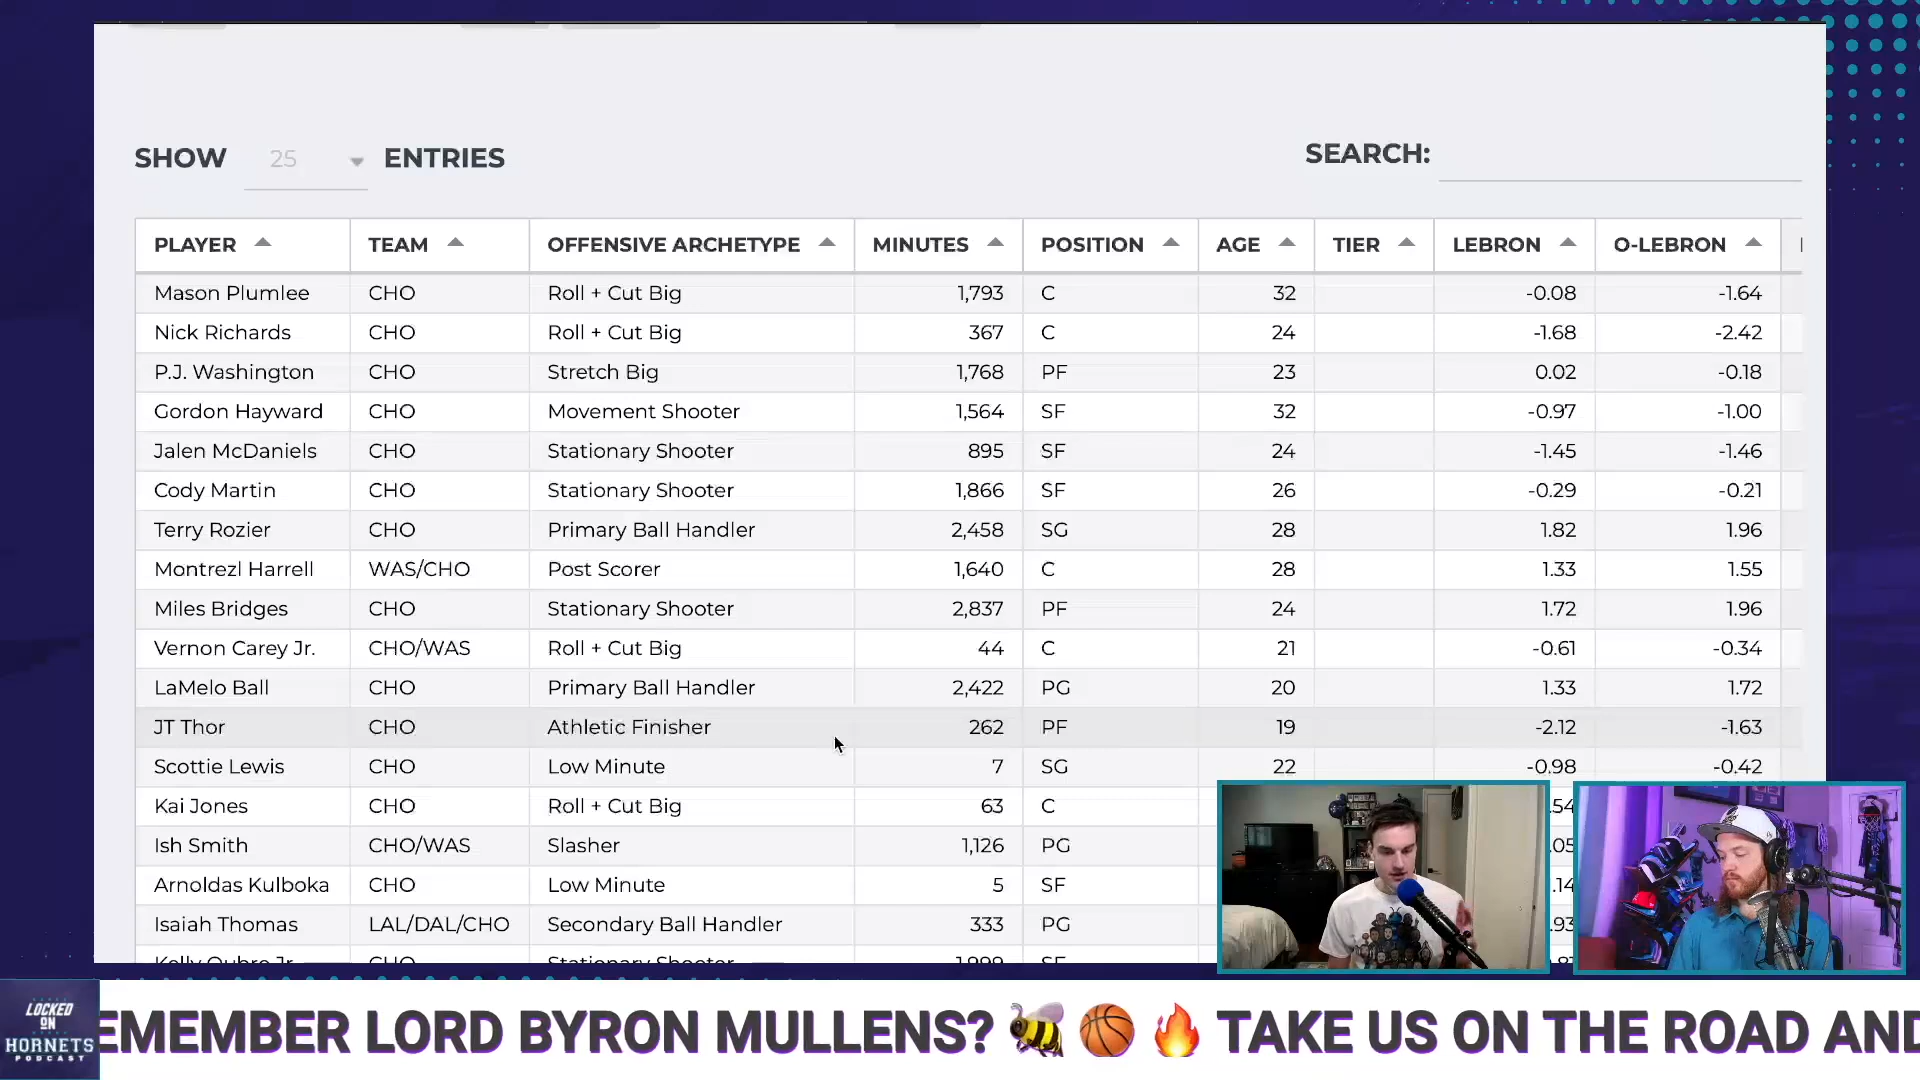 SHOW 25 ENTRIES
SEARCH:
PLAYER TEAM OFFENSIVE ARCHETYPE MINUTES POSITION AGE TIER LEBRON O-LEBRON
Mason Plumlee CHO Roll + Cut Big 1,793 C 32 -0.08 -1.64
Nick Richards CHO Roll + Cut Big 367 C 24 -1.68 -2.42
P.J. Washington CHO Stretch Big 1,768 PF 23 0.02 -0.18
Gordon Hayward CHO Movement Shooter 1,564 SF 32 -0.97 -1.00
Jalen McDaniels CHO Stationary Shooter 895 SF 24 -1.45 -1.46
Cody Martin CHO Stationary Shooter 1,866 SF 26 -0.29 -0.21
Terry Rozier CHO Primary Ball Handler 2,458 SG 28 1.82 1.96
Montrezl Harrell WAS/CHO Post Scorer 1,640 C 28 1.33 1.55
Miles Bridges CHO Stationary Shooter 2,837 PF 24 1.72 1.96
Vernon Carey Jr. CHO/WAS Roll + Cut Big 44 C 21 -0.61 -0.34
LaMelo Ball CHO Primary Ball Handler 2,422 PG 20 1.33 1.72
JT Thor CHO Athletic Finisher 262 PF 19 -2.12 -1.63
Scottie Lewis CHO Low Minute 7 SG 22 -0.98 -0.42
Kai Jones CHO Roll + Cut Big 63 C .54
Ish Smith CHO/WAS Slasher 1,126 PG .05
Arnoldas Kulboka CHO Low Minute 5 SF .14
Isaiah Thomas LAL/DAL/CHO Secondary Ball Handler 333 PG .93
Kelly Oubre Jr. CHO Stationary Shooter 1,999 SF
LOCKED
ON
HORNETS
PODCAST
EMEMBER LORD BYRON MULLENS? 🐝🏀🔥 TAKE US ON THE ROAD AND